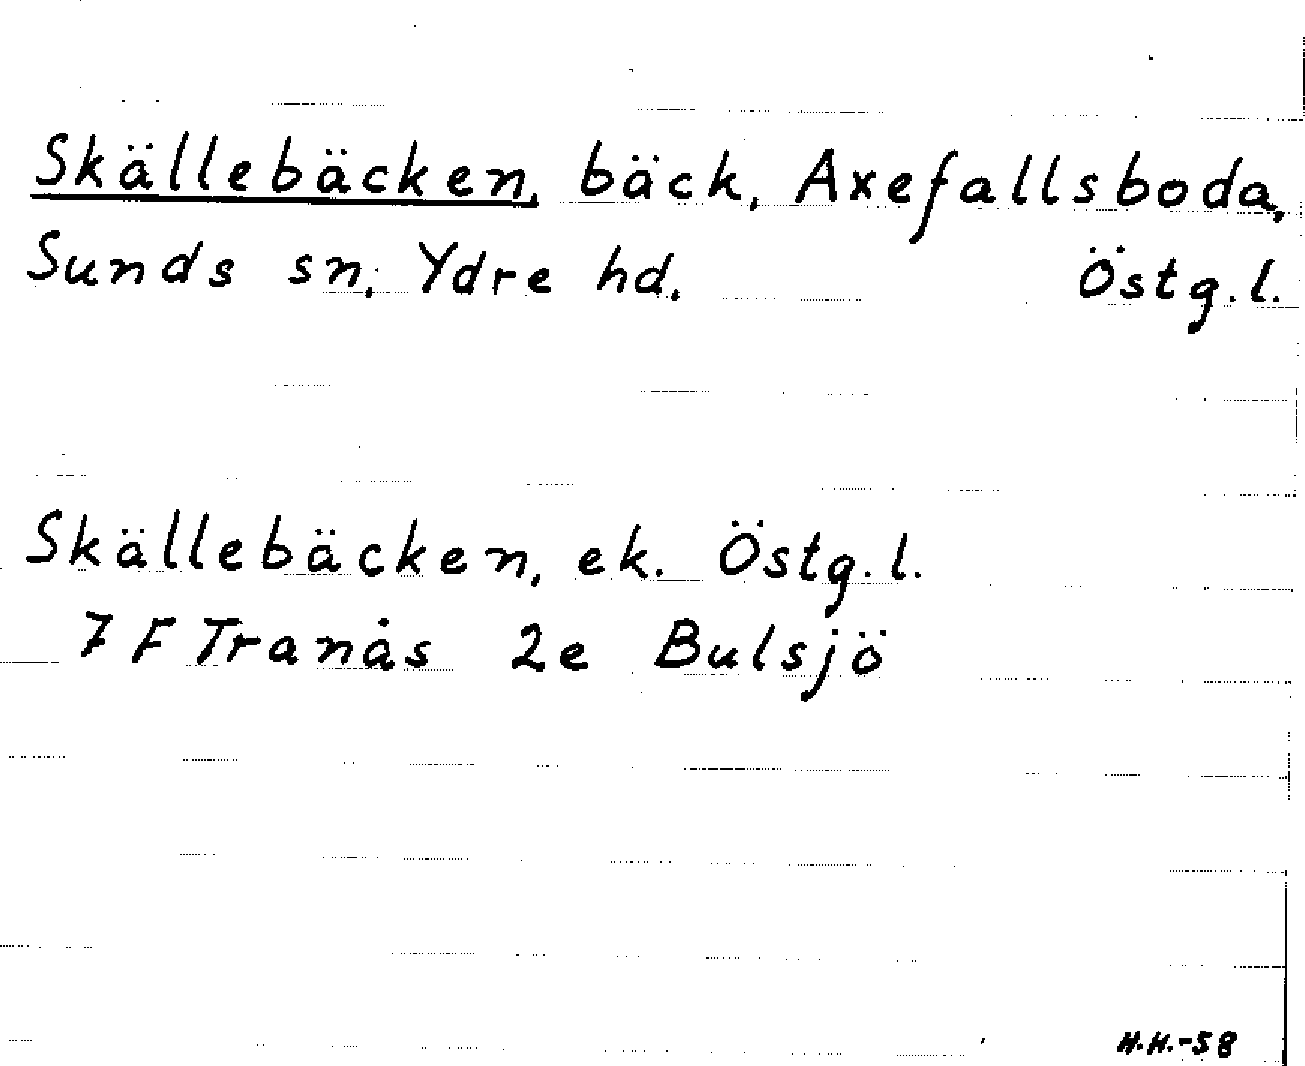 Skällebäcken, bäck, Axefallsboda,
Sunds sn, Ydre hd. Östg.l.
Skällebäcken, ek. Östg.l.
7 F Tranås 2e Bulsjö
H.H.-58